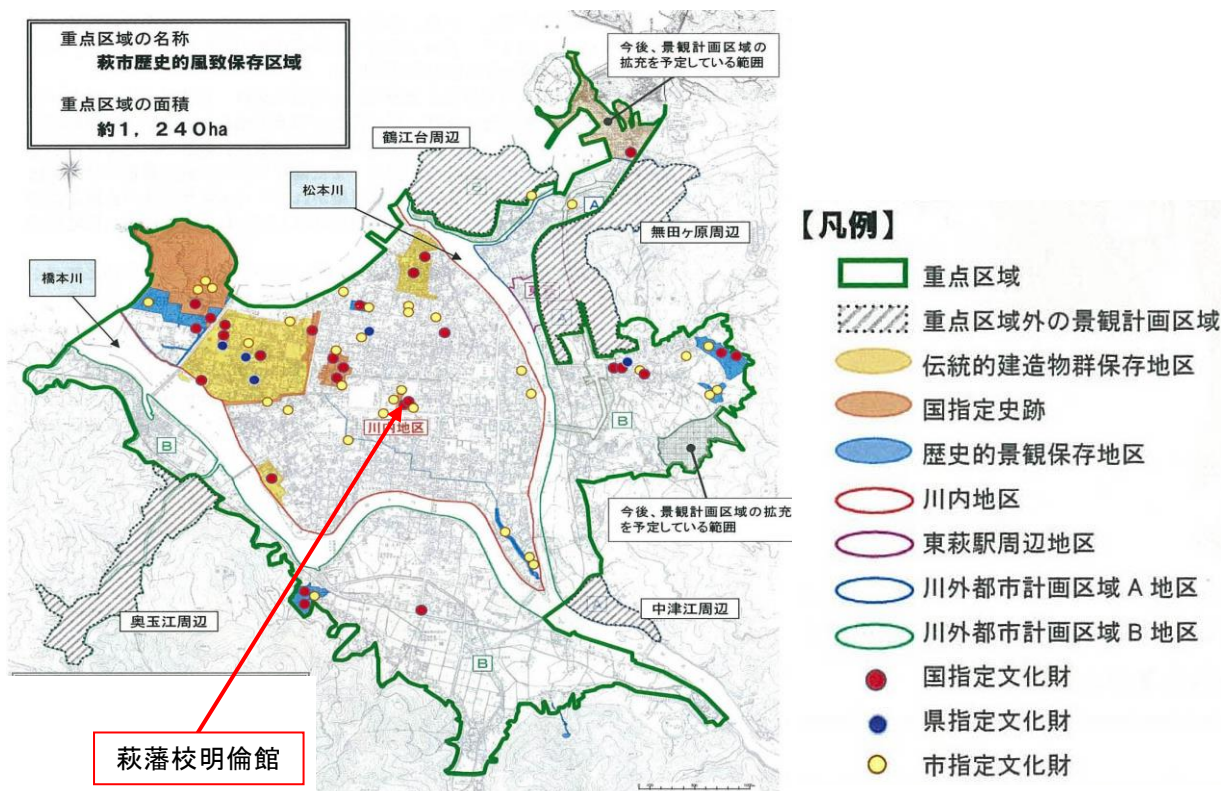 重点区域の名称
萩市歴史的風致保存区域
重点区域の面積
約1,240ha
今後、景観計画区域の
拡充を予定している範囲
鶴江台周辺
松本川
無田ヶ原周辺
橋本川
A
B
川内地区
B
B
今後、景観計画区域の拡充
を予定している範囲
奥玉江周辺
中津江周辺
B
萩藩校明倫館
【凡例】
重点区域
重点区域外の景観計画区域
伝統的建造物群保存地区
国指定史跡
歴史的景観保存地区
川内地区
東萩駅周辺地区
川外都市計画区域A地区
川外都市計画区域B地区
国指定文化財
県指定文化財
市指定文化財